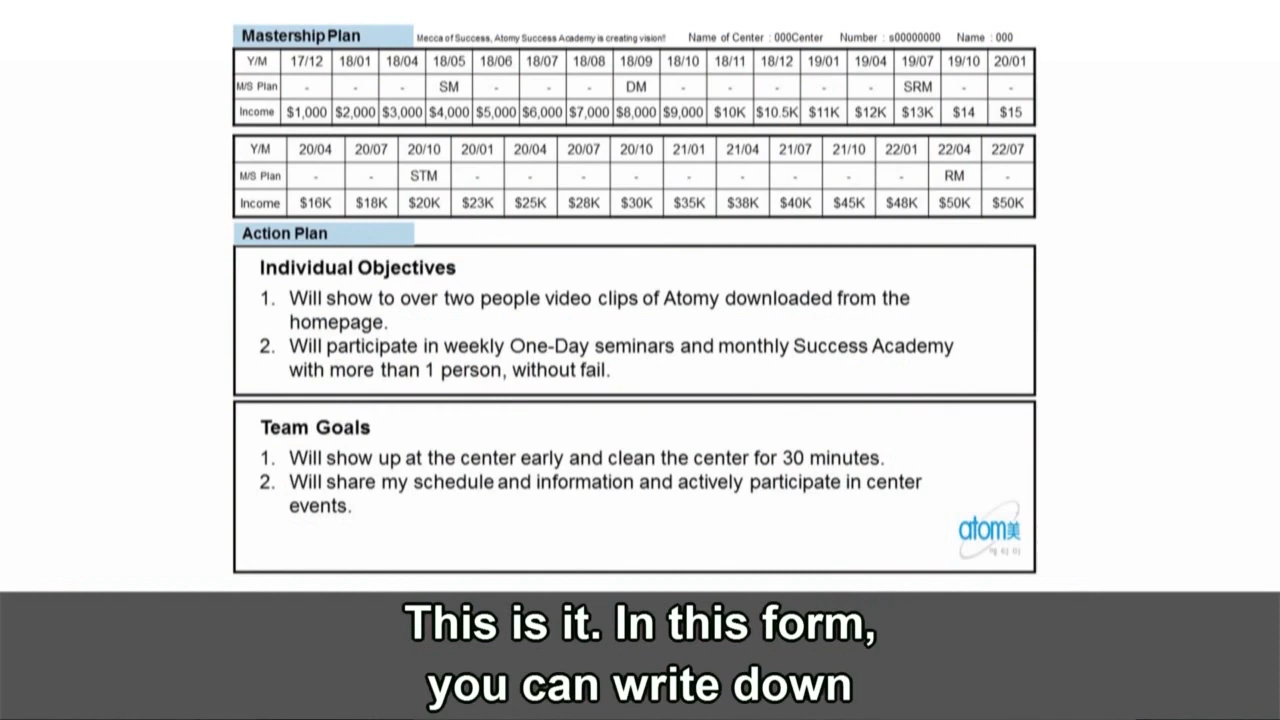 Mastership Plan Mecca of Success, Atomy Success Academy is creating vision!! Name of Center : 000Center Number : s00000000 Name : 000
Y/M 17/12 18/01 18/04 18/05 18/06 18/07 18/08 18/09 18/10 18/11 18/12 19/01 19/04 19/07 19/10 20/01
M/S Plan - - - SM - - - DM - - - - - SRM - -
Income $1,000 $2,000 $3,000 $4,000 $5,000 $6,000 $7,000 $8,000 $9,000 $10K $10.5K $11K $12K $13K $14 $15
Y/M 20/04 20/07 20/10 20/01 20/04 20/07 20/10 21/01 21/04 21/07 21/10 22/01 22/04 22/07
M/S Plan - - STM - - - - - - - - - RM -
Income $16K $18K $20K $23K $25K $28K $30K $35K $38K $40K $45K $48K $50K $50K
Action Plan
Individual Objectives
1. Will show to over two people video clips of Atomy downloaded from the
homepage.
2. Will participate in weekly One-Day seminars and monthly Success Academy
with more than 1 person, without fail.
Team Goals
1. Will show up at the center early and clean the center for 30 minutes.
2. Will share my schedule and information and actively participate in center
events.
atom美
애터미
This is it. In this form,
you can write down